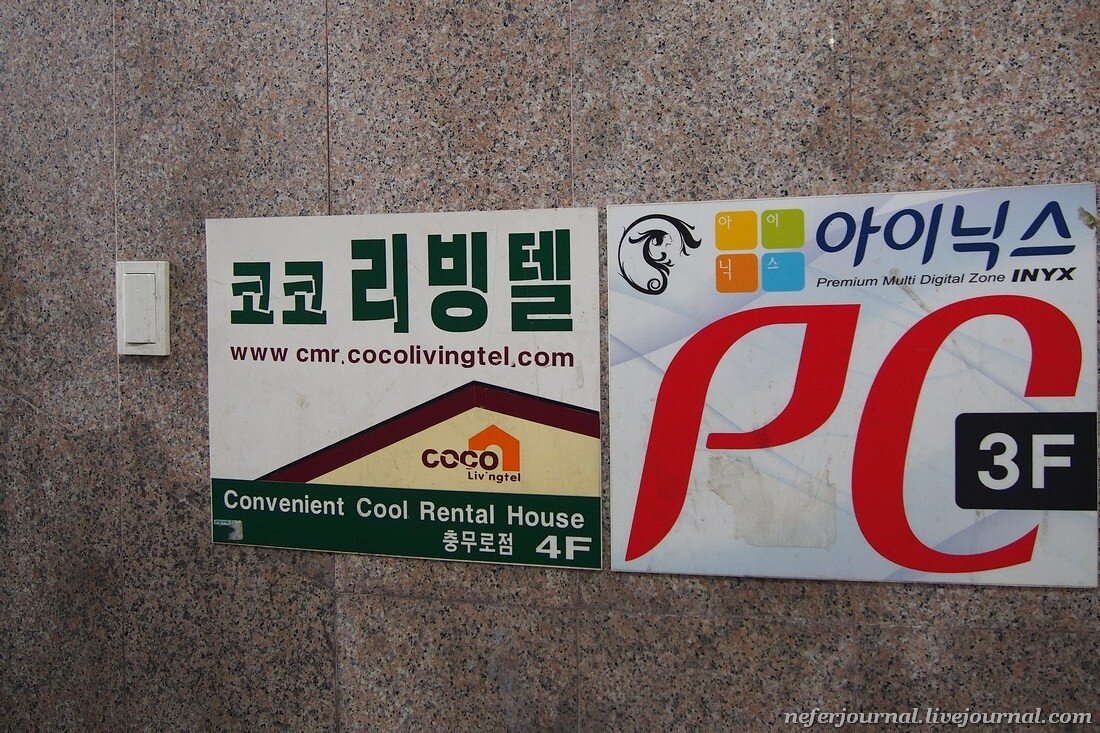 코코 리빙텔
www cmr.cocolivingtel.com
COCO
Liv'ngtel
Convenient Cool Rental House
충무로점 4F
아이
닉스
아이닉스
Premium Multi Digital Zone INYX
PC
3F
neferjournal.livejournal.com